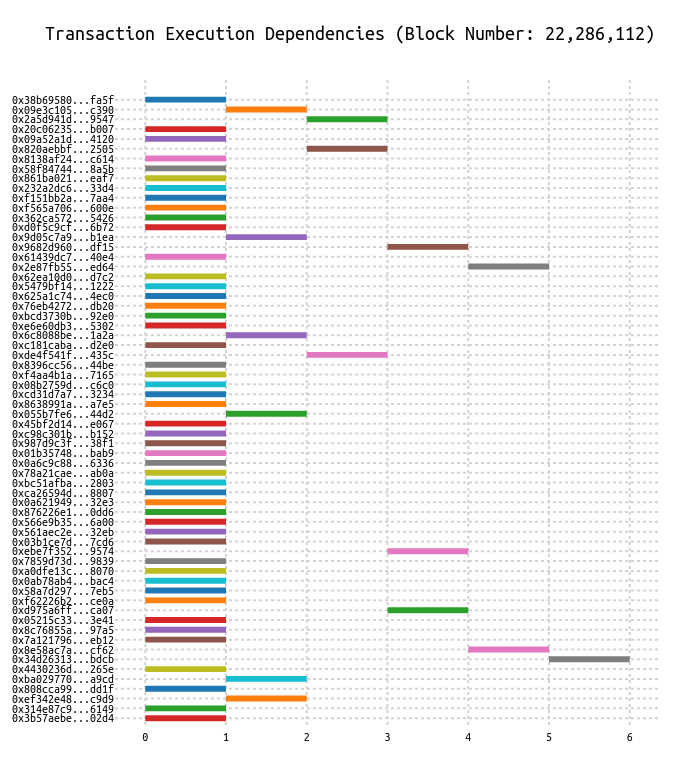 Transaction Execution Dependencies (Block Number: 22,286,112)
0x38b69580...fa5f
0x09e3c105...c390
0x2a5d941d...9547
0x20c06235...b007
0x09a52a1d...4120
0x820aebbf...2505
0x8138af24...c614
0x58f84744...8a5b
0x861ba021...eaf7
0x232a2dc6...33d4
0xf151bb2a...7aa4
0xf565a706...600e
0x362ca572...5426
0xd0f5c9cf...6b72
0x9d05c7a9...b1ea
0x9682d960...df15
0x61439dc7...40e4
0x2e87fb55...ed64
0x62ea10d0...d7c2
0x5479bf14...1222
0x625a1c74...4ec0
0x76eb4272...db20
0xbcd3730b...92e0
0xe6e60db3...5302
0x6c8088be...1a2a
0xc181caba...d2e0
0xde4f541f...435c
0x8396cc56...44be
0xf4aa4b1a...7165
0x08b2759d...c6c0
0xcd31d7a7...3234
0x8638991a...a7e5
0x055b7fe6...44d2
0x45bf2d14...e067
0xc98c301b...b152
0x987d9c3f...38f1
0x01b35748...bab9
0x0a6c9c88...6336
0x78a21cae...ab0a
0xbc51afba...2803
0xca26594d...8807
0x0a621949...32e3
0x876226e1...0dd6
0x566e9b35...6a00
0x561aec2e...32eb
0x03b1ce7d...7cd6
0xebe7f352...9574
0x7859d73d...9839
0xa0dfe13c...8070
0x0ab78ab4...bac4
0x58a7d297...7eb5
0xf62226b2...ce0a
0xd975a6ff...ca07
0x05215c33...3e41
0x8c76855a...97a5
0x7a121796...eb12
0x8e58ac7a...cf62
0x34d26313...bdcb
0x4430236d...265e
0xba029770...a9cd
0x808cca99...dd1f
0xef342e48...c9d9
0x314e87c9...6149
0x3b57aebe...02d4
0 1 2 3 4 5 6